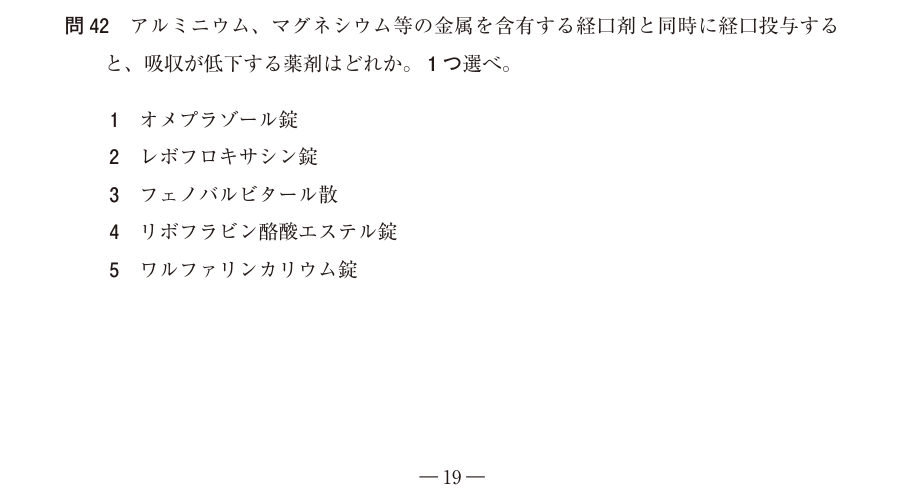 問 42 アルミニウム、マグネシウム等の金属を含有する経口剤と同時に経口投与する
と、吸収が低下する薬剤はどれか。1つ選べ。
1 オメプラゾール錠
2 レボフロキサシン錠
3 フェノバルビタール散
4 リボフラビン酪酸エステル錠
5 ワルファリンカリウム錠
― 19 ―